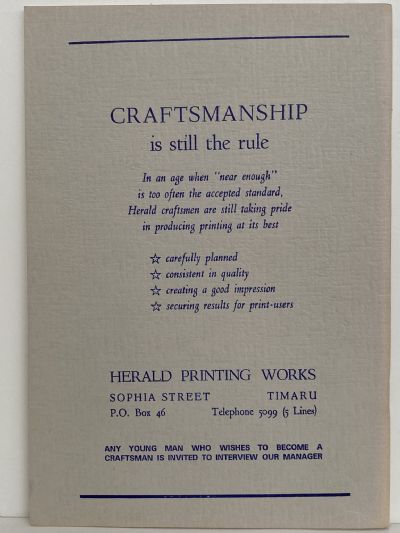 CRAFTSMANSHIP
is still the rule
In an age when "near enough"
is too often the accepted standard,
Herald craftsmen are still taking pride
in producing printing at its best
☆ carefully planned
☆ consistent in quality
☆ creating a good impression
☆ securing results for print-users
HERALD PRINTING WORKS
SOPHIA STREET TIMARU
P.O. Box 46 Telephone 5099 (5 Lines)
ANY YOUNG MAN WHO WISHES TO BECOME A
CRAFTSMAN IS INVITED TO INTERVIEW OUR MANAGER